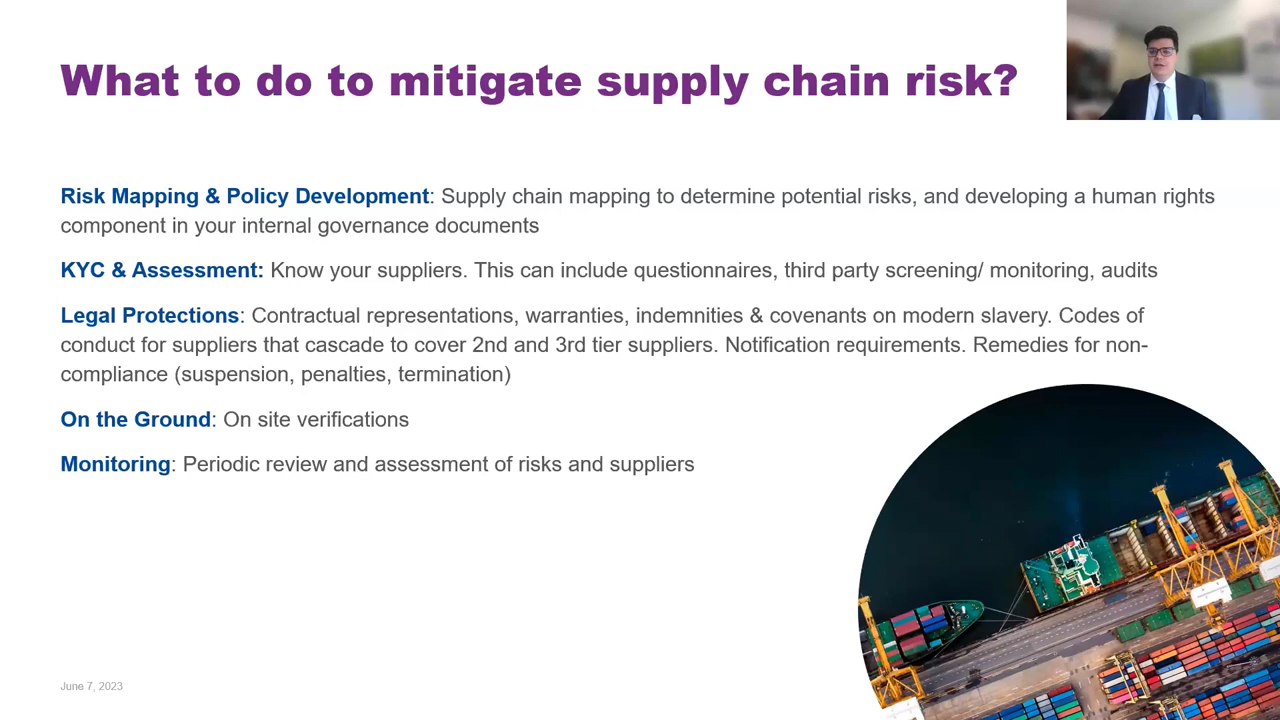 What to do to mitigate supply chain risk?
Risk Mapping & Policy Development: Supply chain mapping to determine potential risks, and developing a human rights
component in your internal governance documents
KYC & Assessment: Know your suppliers. This can include questionnaires, third party screening/ monitoring, audits
Legal Protections: Contractual representations, warranties, indemnities & covenants on modern slavery. Codes of
conduct for suppliers that cascade to cover 2nd and 3rd tier suppliers. Notification requirements. Remedies for non-
compliance (suspension, penalties, termination)
On the Ground: On site verifications
Monitoring: Periodic review and assessment of risks and suppliers
June 7, 2023